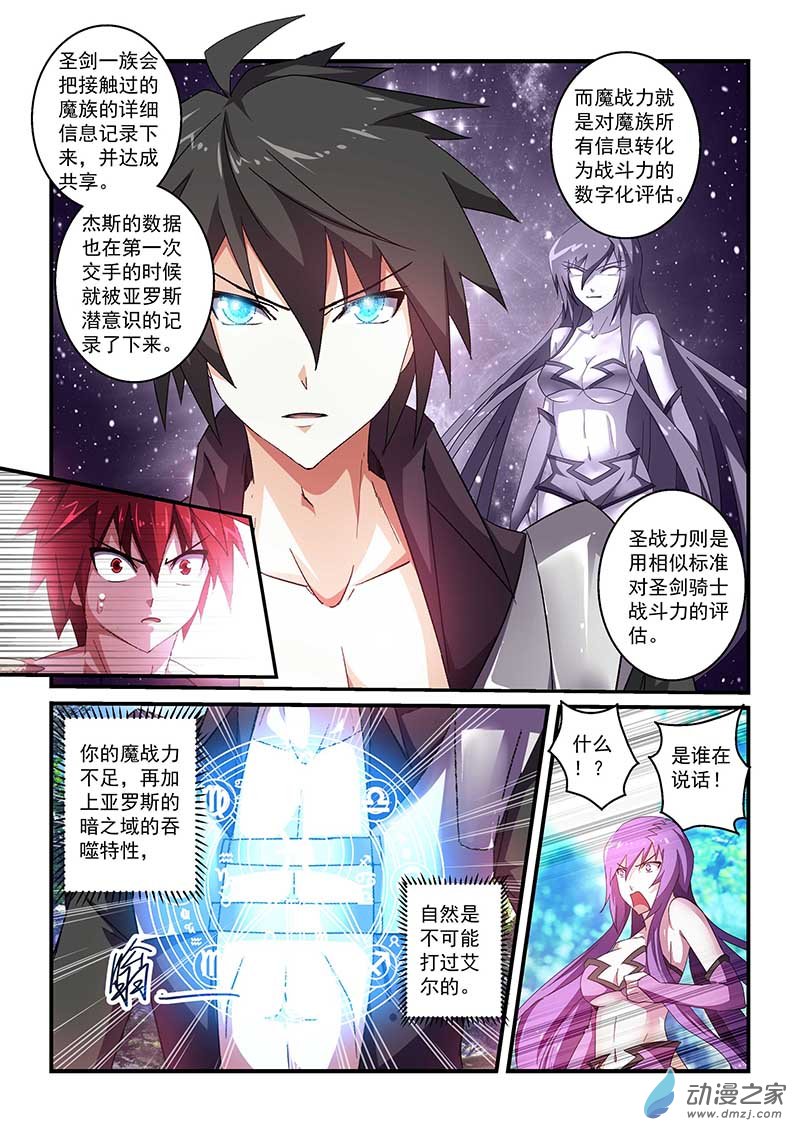 圣剑一族会
把接触过的
魔族的详细
信息记录下
来，并达成
共享。
杰斯的数据
也在第一次
交手的时候
就被亚罗斯
潜意识的记
录了下来。
而魔战力就
是对魔族所
有信息转化
为战斗力的
数字化评估。
圣战力则是
用相似标准
对圣剑骑士
战斗力的评
估。
你的魔战力
不足，再加
上亚罗斯的
暗之域的吞
噬特性，
自然是
不可能
打过艾
尔的。
嗡
什么
！？
是谁在
说话！
动漫之家
www.dmzj.com